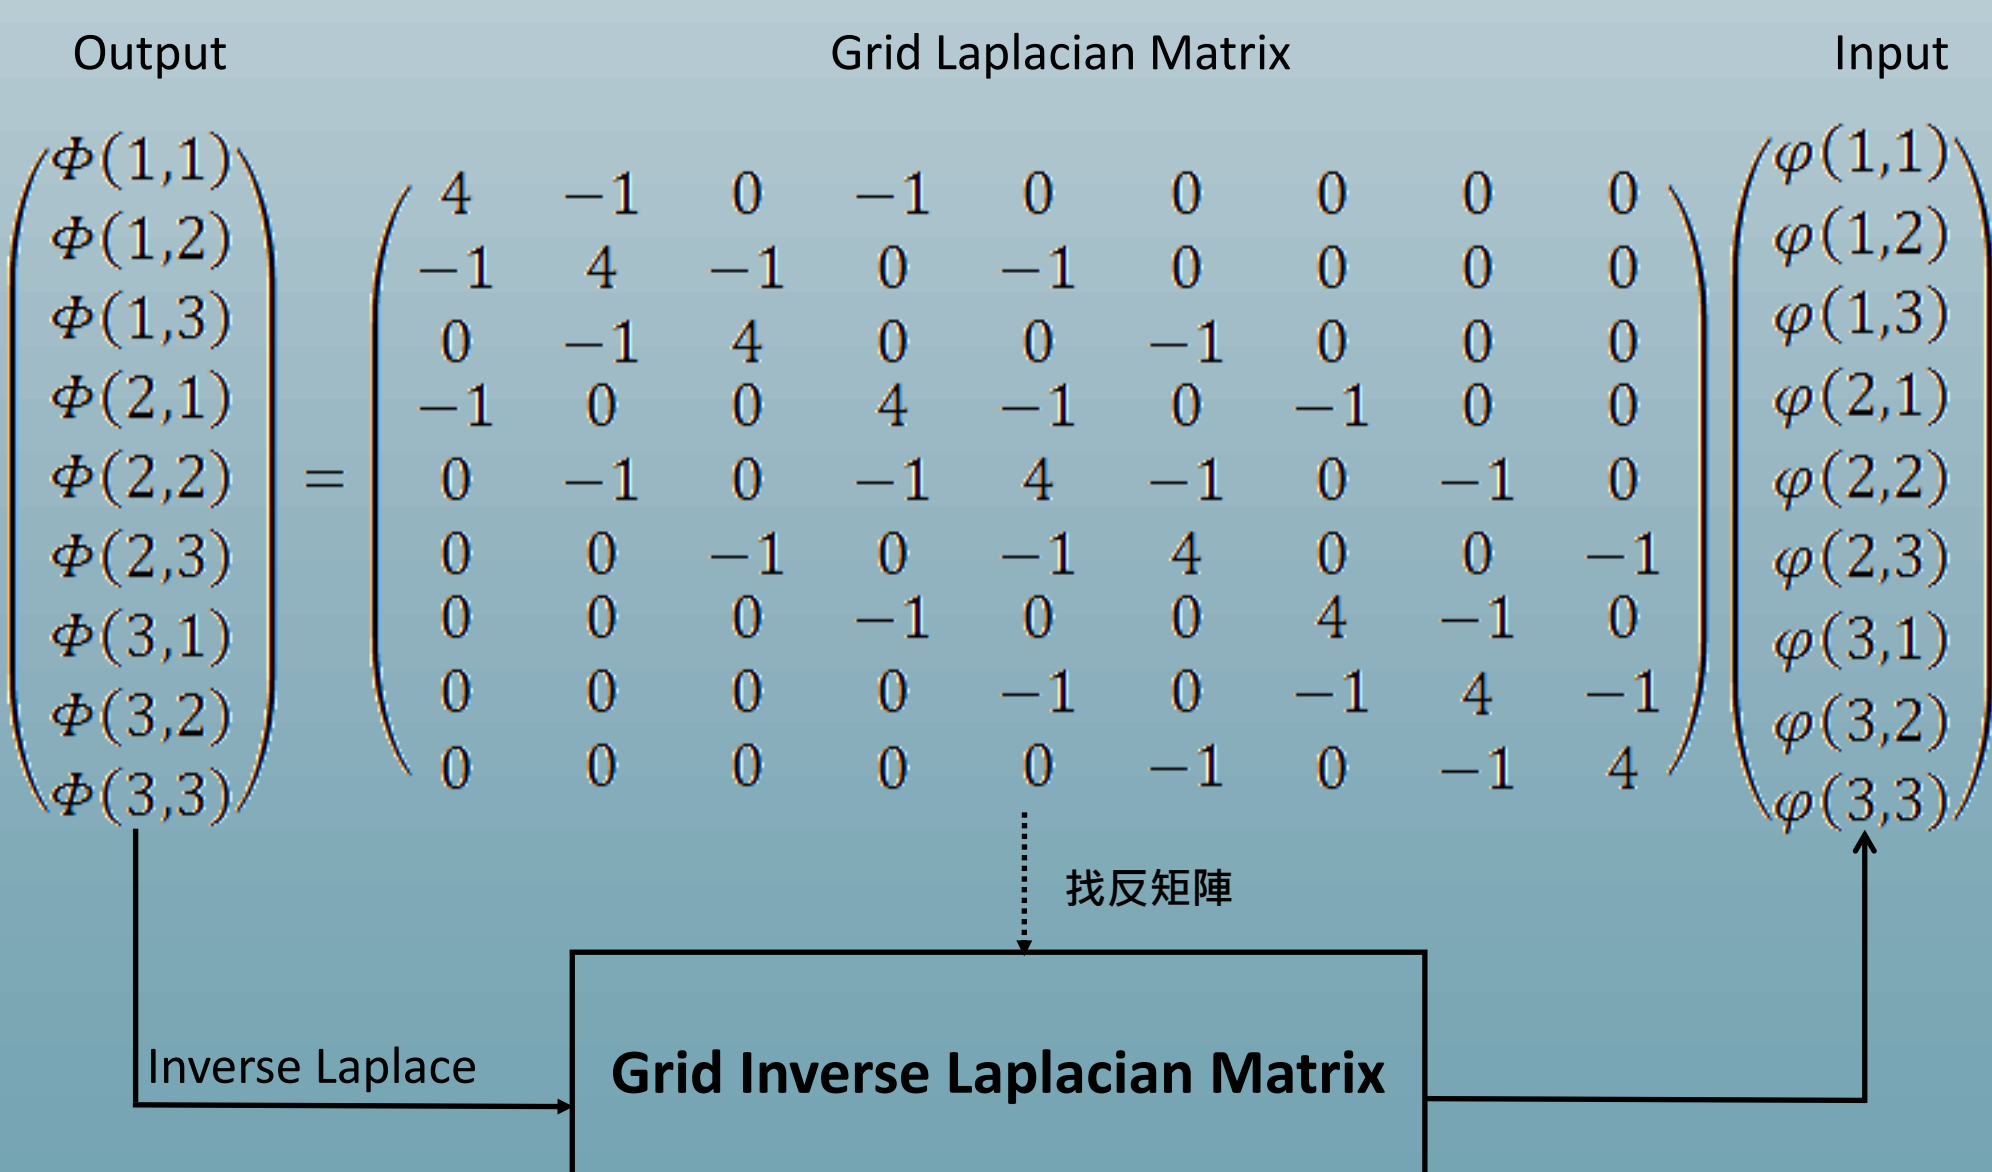 Output Grid Laplacian Matrix Input
Φ(1,1) 4 −1 0 −1 0 0 0 0 0 φ(1,1)
Φ(1,2) −1 4 −1 0 −1 0 0 0 0 φ(1,2)
Φ(1,3) 0 −1 4 0 0 −1 0 0 0 φ(1,3)
Φ(2,1) −1 0 0 4 −1 0 −1 0 0 φ(2,1)
Φ(2,2) = 0 −1 0 −1 4 −1 0 −1 0 φ(2,2)
Φ(2,3) 0 0 −1 0 −1 4 0 0 −1 φ(2,3)
Φ(3,1) 0 0 0 −1 0 0 4 −1 0 φ(3,1)
Φ(3,2) 0 0 0 0 −1 0 −1 4 −1 φ(3,2)
Φ(3,3) 0 0 0 0 0 −1 0 −1 4 φ(3,3)
找反矩陣
Inverse Laplace
Grid Inverse Laplacian Matrix